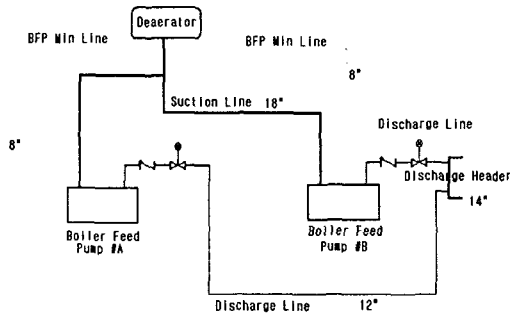 Deaerator
BFP Min Line
BFP Min Line
8"
Suction Line 18"
Discharge Line
8"
Discharge Header
14"
Boiler Feed
Pump #A
Boiler Feed
Pump #B
Discharge Line 12"